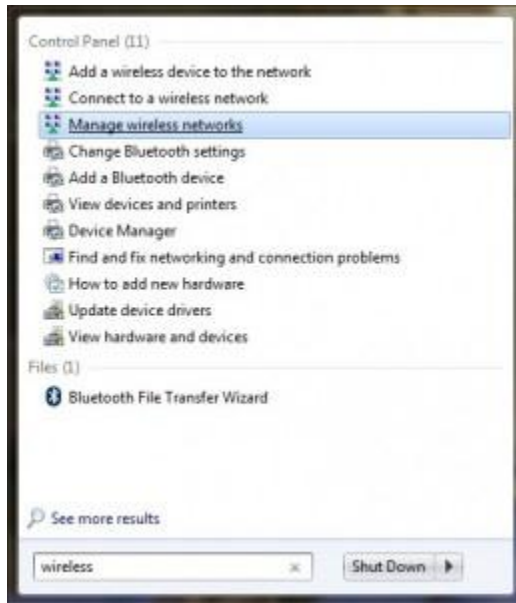 Control Panel (11)
Add a wireless device to the network
Connect to a wireless network
Manage wireless networks
Change Bluetooth settings
Add a Bluetooth device
View devices and printers
Device Manager
Find and fix networking and connection problems
How to add new hardware
Update device drivers
View hardware and devices
Files (1)
Bluetooth File Transfer Wizard
See more results
wireless
Shut Down